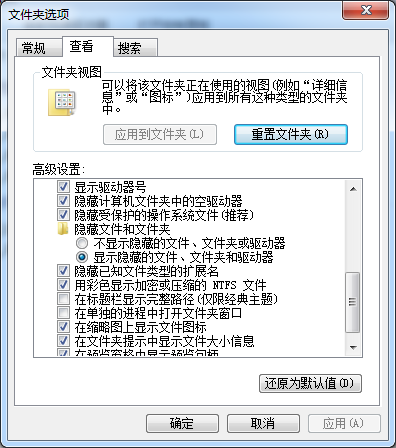 文件夹选项
常规 查看 搜索
文件夹视图
可以将该文件夹正在使用的视图(例如“详细信
息”或“图标”)应用到所有这种类型的文件夹
中。
应用到文件夹(L) 重置文件夹(R)
高级设置:
显示驱动器号
隐藏计算机文件夹中的空驱动器
隐藏受保护的操作系统文件(推荐)
隐藏文件和文件夹
不显示隐藏的文件、文件夹或驱动器
显示隐藏的文件、文件夹和驱动器
隐藏已知文件类型的扩展名
用彩色显示加密或压缩的 NTFS 文件
在标题栏显示完整路径(仅限经典主题)
在单独的进程中打开文件夹窗口
在缩略图上显示文件图标
在文件夹提示中显示文件大小信息
在预览窗格中显示预览句柄
还原为默认值(D)
确定 取消 应用(A)